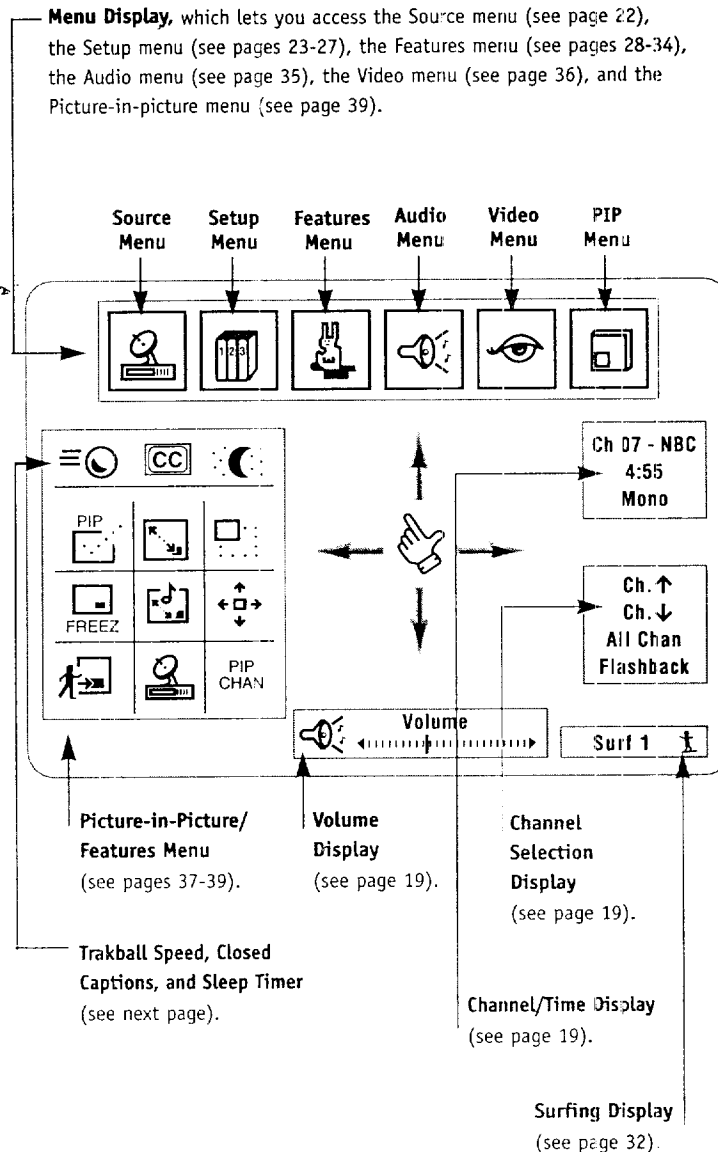 Menu Display, which lets you access the Source menu (see page 22),
the Setup menu (see pages 23-27), the Features menu (see pages 28-34),
the Audio menu (see page 35), the Video menu (see page 36), and the
Picture-in-picture menu (see page 39).
Source Menu
Setup Menu
Features Menu
Audio Menu
Video Menu
PIP Menu
1 2 3
CC
Ch 07 - NBC
4:55
Mono
PIP
FREEZ
PIP
CHAN
Ch.↑
Ch.↓
All Chan
Flashback
Volume
Surf 1
Picture-in-Picture/
Features Menu
(see pages 37-39).
Volume
Display
(see page 19).
Channel
Selection
Display
(see page 19).
Trakball Speed, Closed
Captions, and Sleep Timer
(see next page).
Channel/Time Display
(see page 19).
Surfing Display
(see page 32).